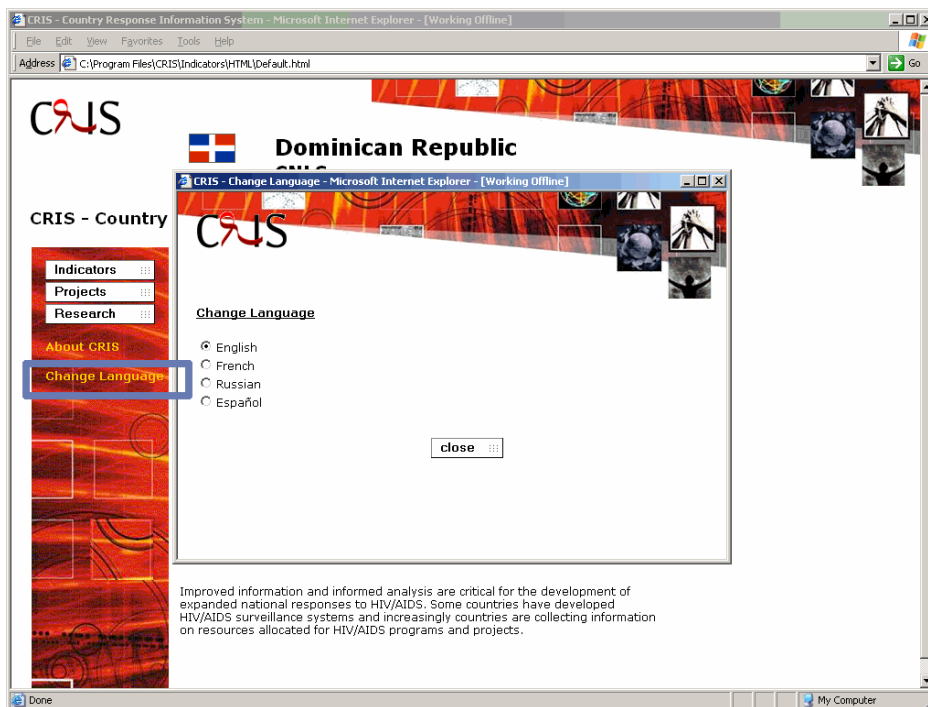 CRIS - Country Response Information System - Microsoft Internet Explorer - [Working Offline]
File Edit View Favorites Tools Help
Address C:\Program Files\CRIS\Indicators\HTML\Default.html Go
CRIS
Dominican Republic
CRIS - Change Language - Microsoft Internet Explorer - [Working Offline]
CRIS
CRIS - Country
Indicators
Projects
Research
About CRIS
Change Language
Change Language
English
French
Russian
Español
close
Improved information and informed analysis are critical for the development of
expanded national responses to HIV/AIDS. Some countries have developed
HIV/AIDS surveillance systems and increasingly countries are collecting information
on resources allocated for HIV/AIDS programs and projects.
Done My Computer